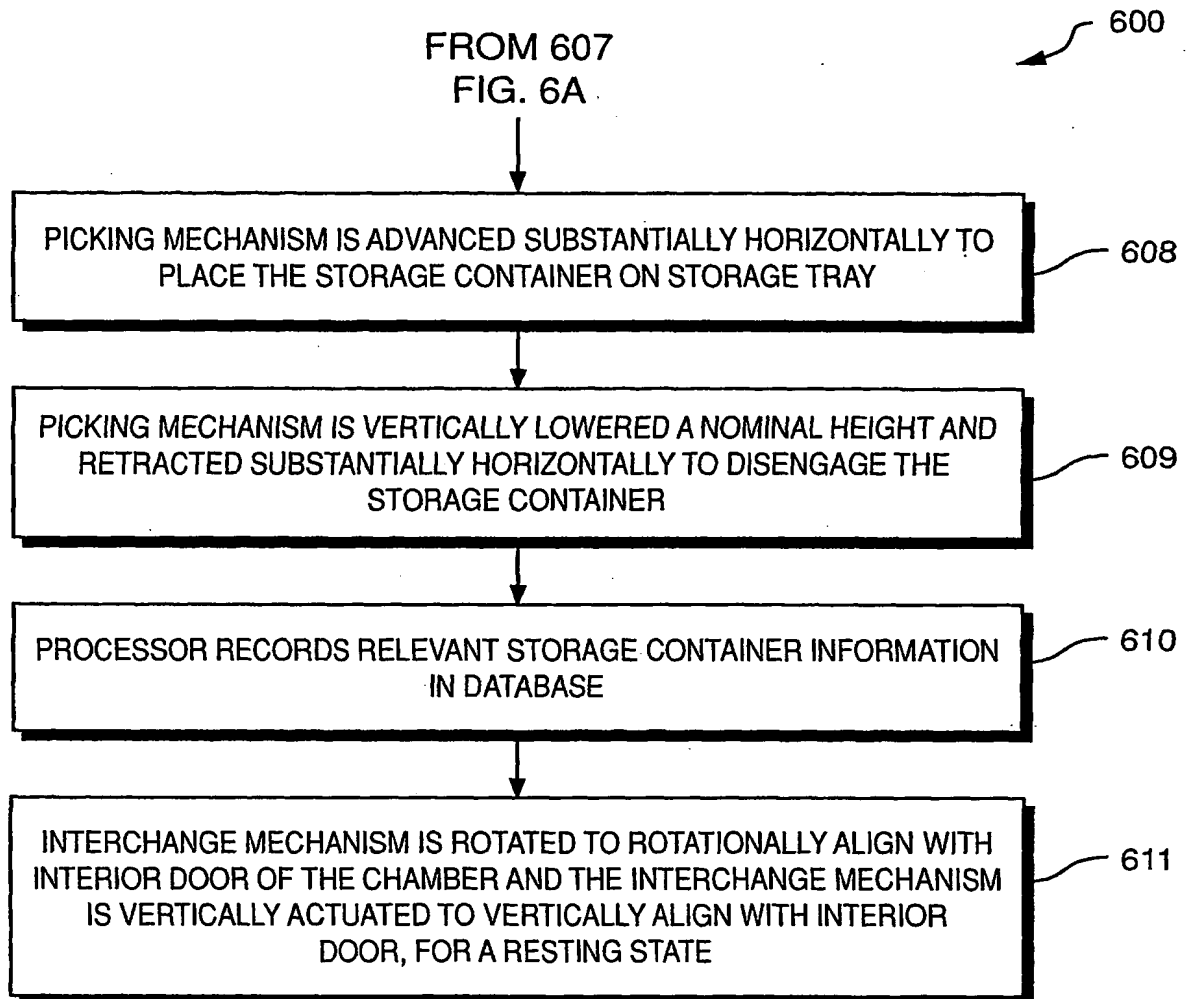 600
FROM 607
FIG. 6A
PICKING MECHANISM IS ADVANCED SUBSTANTIALLY HORIZONTALLY TO
PLACE THE STORAGE CONTAINER ON STORAGE TRAY
608
PICKING MECHANISM IS VERTICALLY LOWERED A NOMINAL HEIGHT AND
RETRACTED SUBSTANTIALLY HORIZONTALLY TO DISENGAGE THE
STORAGE CONTAINER
609
PROCESSOR RECORDS RELEVANT STORAGE CONTAINER INFORMATION
IN DATABASE
610
INTERCHANGE MECHANISM IS ROTATED TO ROTATIONALLY ALIGN WITH
INTERIOR DOOR OF THE CHAMBER AND THE INTERCHANGE MECHANISM
IS VERTICALLY ACTUATED TO VERTICALLY ALIGN WITH INTERIOR
DOOR, FOR A RESTING STATE
611